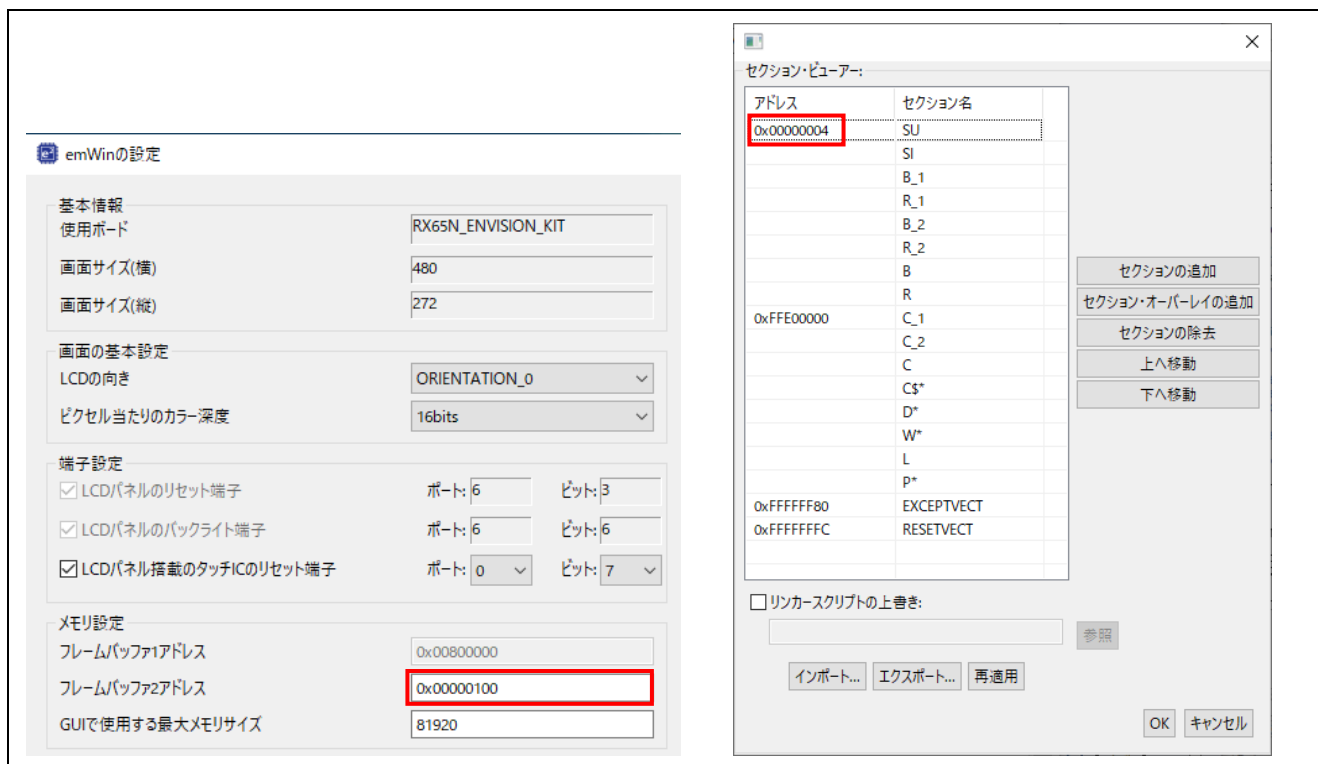 emWinの設定
基本情報
使用ボード RX65N_ENVISION_KIT
画面サイズ(横) 480
画面サイズ(縦) 272
画面の基本設定
LCDの向き ORIENTATION_0
ピクセル当たりのカラー深度 16bits
端子設定
LCDパネルのリセット端子 ポート: 6 ビット: 3
LCDパネルのバックライト端子 ポート: 6 ビット: 6
LCDパネル搭載のタッチICのリセット端子 ポート: 0 ビット: 7
メモリ設定
フレームバッファ1アドレス 0x00800000
フレームバッファ2アドレス 0x00000100
GUIで使用する最大メモリサイズ 81920
セクション・ビューアー:
アドレス セクション名
0x00000004 SU
SI
B_1
R_1
B_2
R_2
B
R
0xFFE00000 C_1
C_2
C
C$*
D*
W*
L
P*
0xFFFFFF80 EXCEPTVECT
0xFFFFFFFC RESETVECT
セクションの追加
セクション・オーバーレイの追加
セクションの除去
上へ移動
下へ移動
リンカースクリプトの上書き:
参照
インポート... エクスポート... 再適用
OK キャンセル